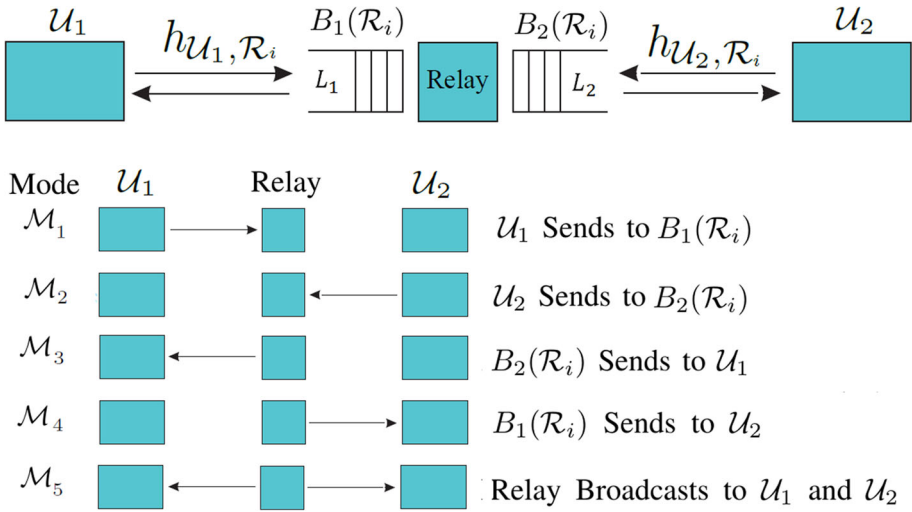 𝒰₁ B₁(ℛᵢ) B₂(ℛᵢ) 𝒰₂
h𝒰₁,ℛᵢ h𝒰₂,ℛᵢ
L₁ Relay L₂
Mode 𝒰₁ Relay 𝒰₂
ℳ₁ 𝒰₁ Sends to B₁(ℛᵢ)
ℳ₂ 𝒰₂ Sends to B₂(ℛᵢ)
ℳ₃ B₂(ℛᵢ) Sends to 𝒰₁
ℳ₄ B₁(ℛᵢ) Sends to 𝒰₂
ℳ₅ Relay Broadcasts to 𝒰₁ and 𝒰₂